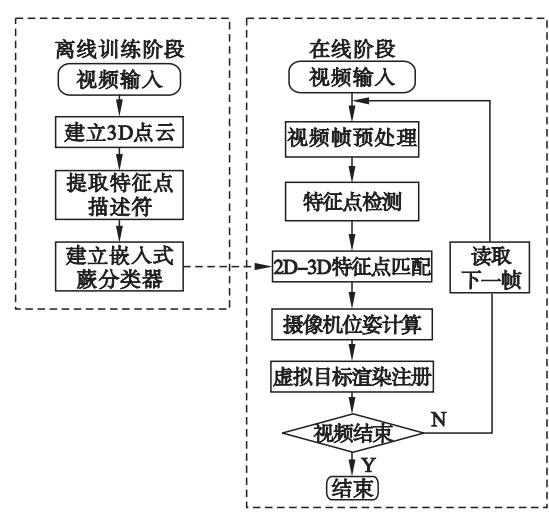 离线训练阶段
视频输入
建立3D点云
提取特征点
描述符
建立嵌入式
蕨分类器
在线阶段
视频输入
视频帧预处理
特征点检测
2D–3D特征点匹配
读取
下一帧
摄像机位姿计算
虚拟目标渲染注册
视频结束
N
Y
结束